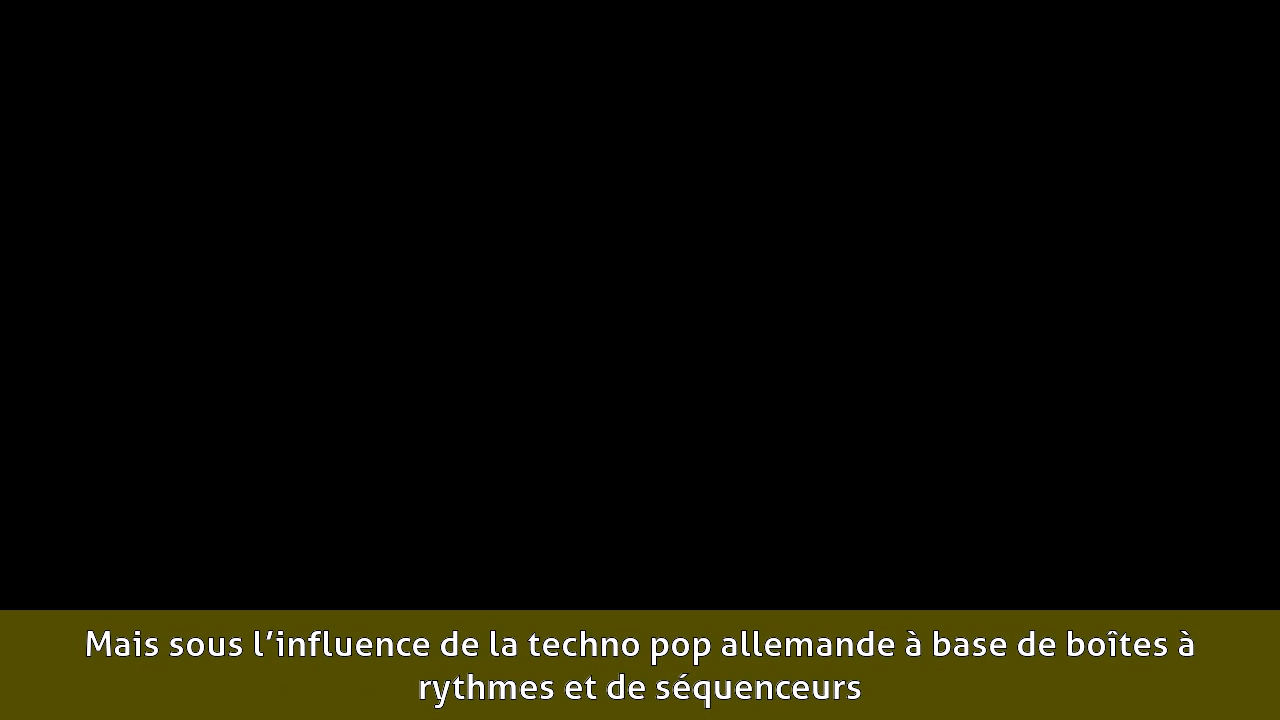 Mais sous l’influence de la techno pop allemande à base de boîtes à
rythmes et de séquenceurs